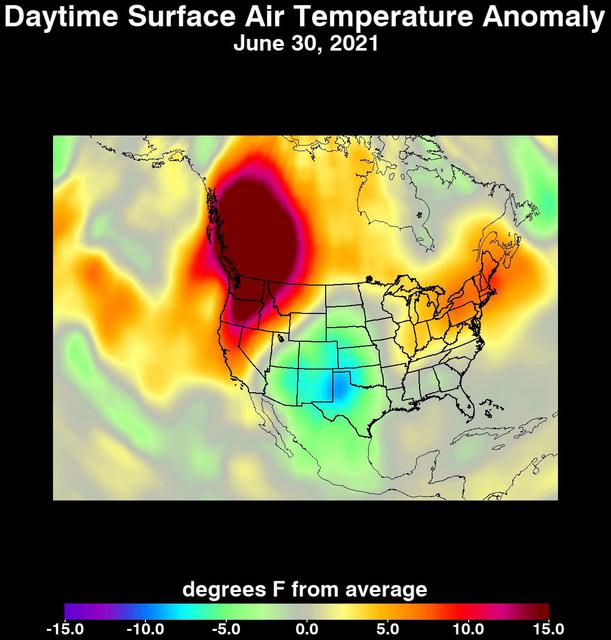 Daytime Surface Air Temperature Anomaly
June 30, 2021
degrees F from average
-15.0 -10.0 -5.0 0.0 5.0 10.0 15.0